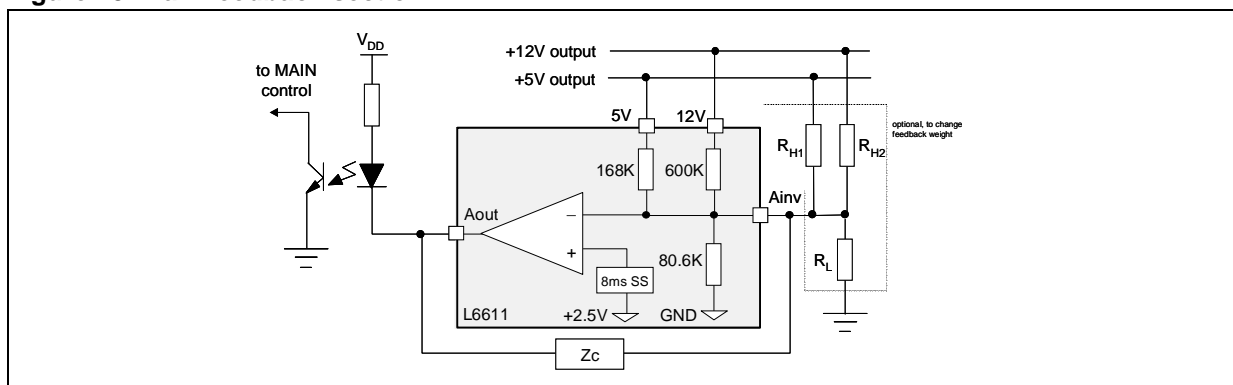 V_DD
+12V output
to MAIN
control
+5V output
5V
12V
optional, to change
feedback weight
R_H1
R_H2
168K
600K
Ainv
Aout
−
+
80.6K
R_L
8ms SS
L6611
+2.5V
GND
Zc